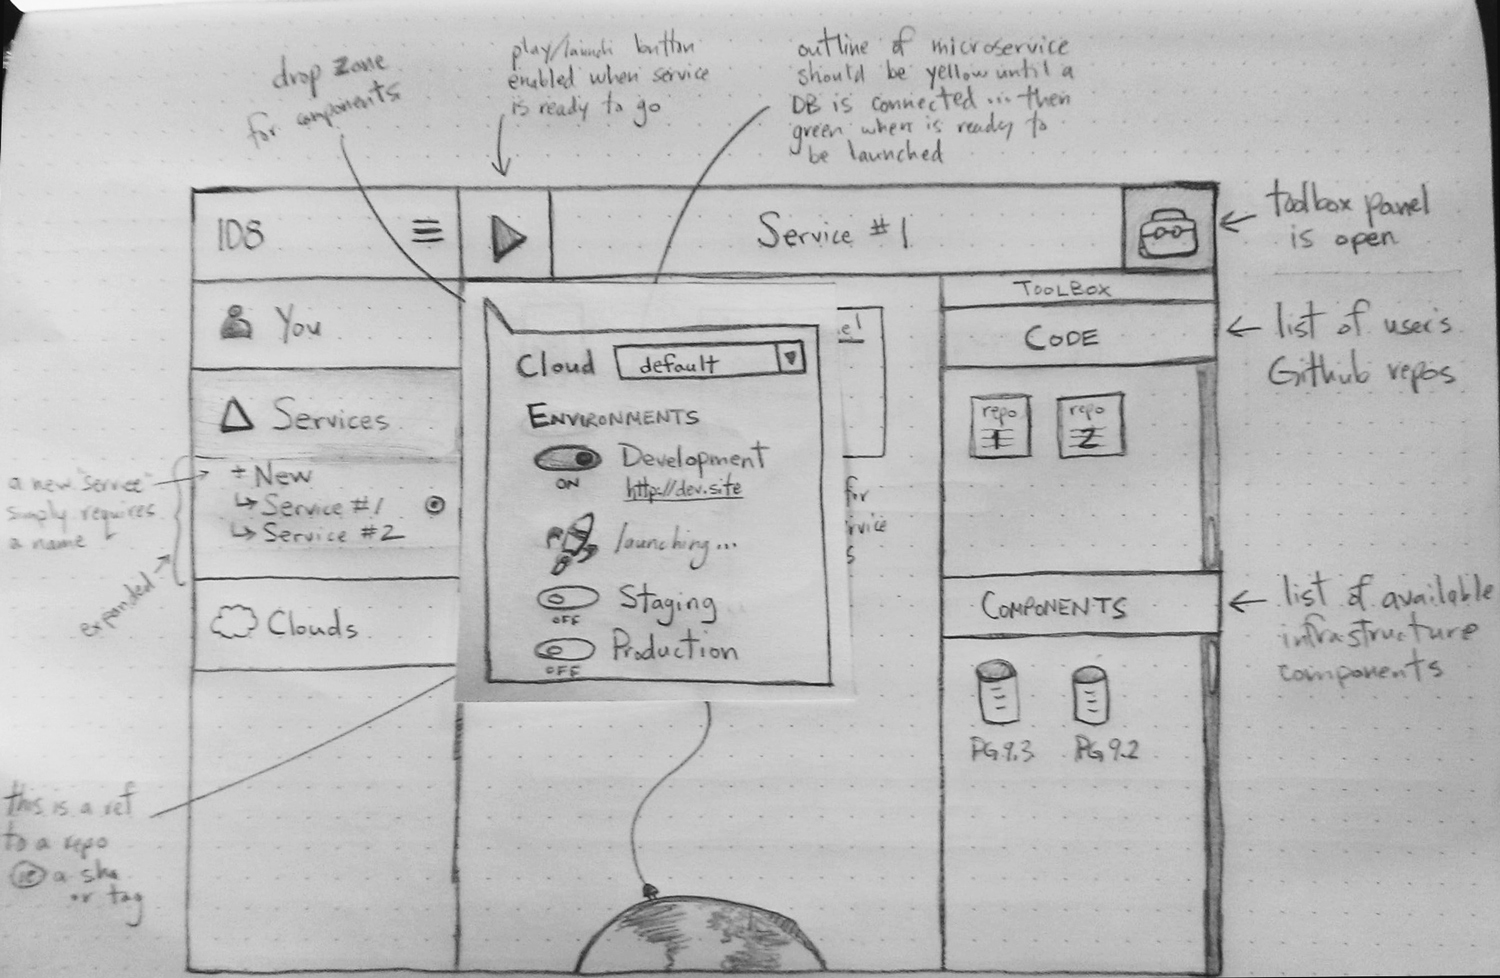 drop zone
for components
play/launch button
enabled when service
is ready to go
outline of microservice
should be yellow until a
DB is connected ... then
green when is ready to
be launched
IDS
Service #1
toolbox panel
is open
You
Services
+ New
↳ Service #1
↳ Service #2
Clouds
a new "service"
simply requires
a name
expanded
this is a ref
to a repo
ie a sha
or tag
Cloud default
ENVIRONMENTS
Development
ON
http://dev.site
launching...
Staging
OFF
Production
OFF
for
TOOLBOX
CODE
repo
1
repo
2
COMPONENTS
PG 9.3
PG 9.2
list of user's
Github repos
list of available
infrastructure
components